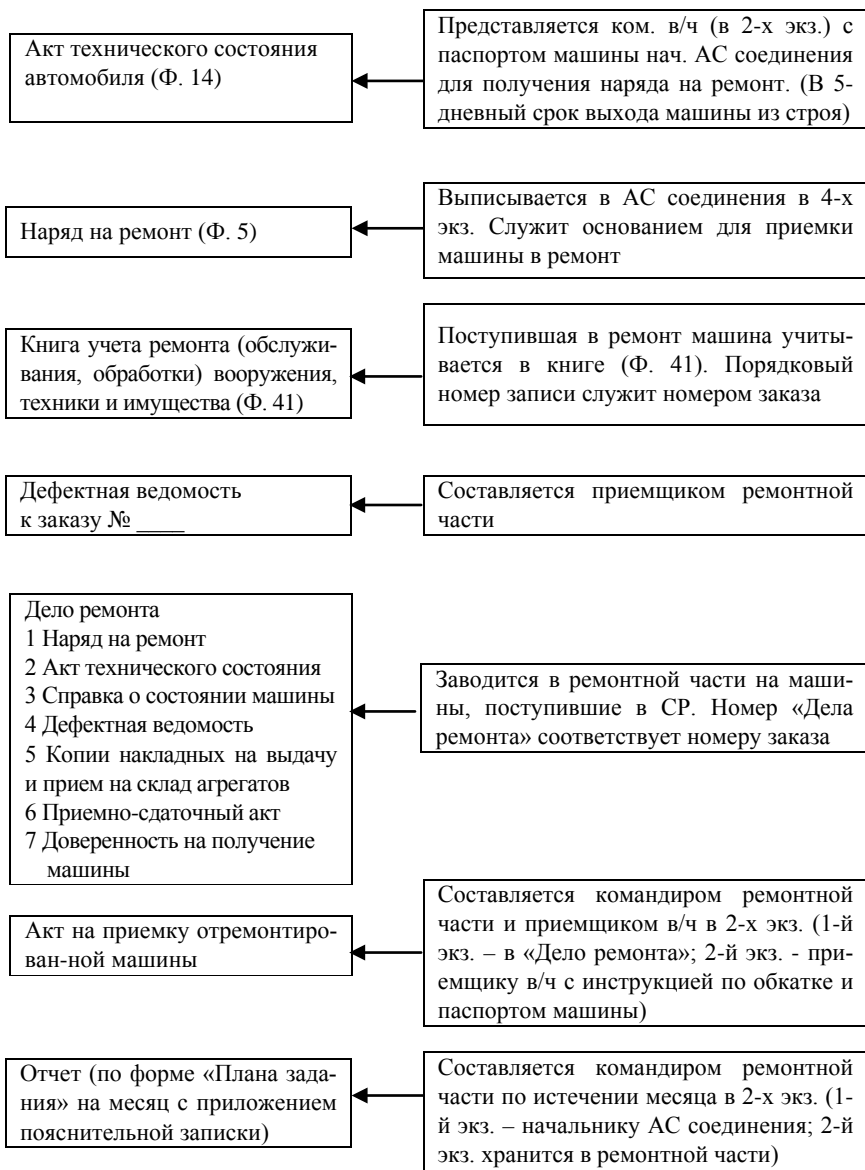 Акт технического состояния
автомобиля (Ф. 14)
Представляется ком. в/ч (в 2-х экз.) с
паспортом машины нач. АС соединения
для получения наряда на ремонт. (В 5-
дневный срок выхода машины из строя)
Наряд на ремонт (Ф. 5)
Выписывается в АС соединения в 4-х
экз. Служит основанием для приемки
машины в ремонт
Книга учета ремонта (обслужи-
вания, обработки) вооружения,
техники и имущества (Ф. 41)
Поступившая в ремонт машина учиты-
вается в книге (Ф. 41). Порядковый
номер записи служит номером заказа
Дефектная ведомость
к заказу № ____
Составляется приемщиком ремонтной
части
Дело ремонта
1 Наряд на ремонт
2 Акт технического состояния
3 Справка о состоянии машины
4 Дефектная ведомость
5 Копии накладных на выдачу
и прием на склад агрегатов
6 Приемно-сдаточный акт
7 Доверенность на получение
машины
Заводится в ремонтной части на маши-
ны, поступившие в СР. Номер «Дела
ремонта» соответствует номеру заказа
Акт на приемку отремонтиро-
ван-ной машины
Составляется командиром ремонтной
части и приемщиком в/ч в 2-х экз. (1-й
экз. – в «Дело ремонта»; 2-й экз. - при-
емщику в/ч с инструкцией по обкатке и
паспортом машины)
Отчет (по форме «Плана зада-
ния» на месяц с приложением
пояснительной записки)
Составляется командиром ремонтной
части по истечении месяца в 2-х экз. (1-
й экз. – начальнику АС соединения; 2-й
экз. хранится в ремонтной части)